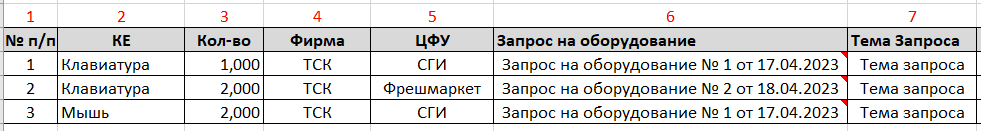 1 2 3 4 5 6 7
№ п/п КЕ Кол-во Фирма ЦФУ Запрос на оборудование Тема Запроса
1 Клавиатура 1,000 ТСК СГИ Запрос на оборудование № 1 от 17.04.2023 Тема запроса
2 Клавиатура 2,000 ТСК Фрешмаркет Запрос на оборудование № 2 от 18.04.2023 Тема запроса
3 Мышь 2,000 ТСК СГИ Запрос на оборудование № 1 от 17.04.2023 Тема запроса